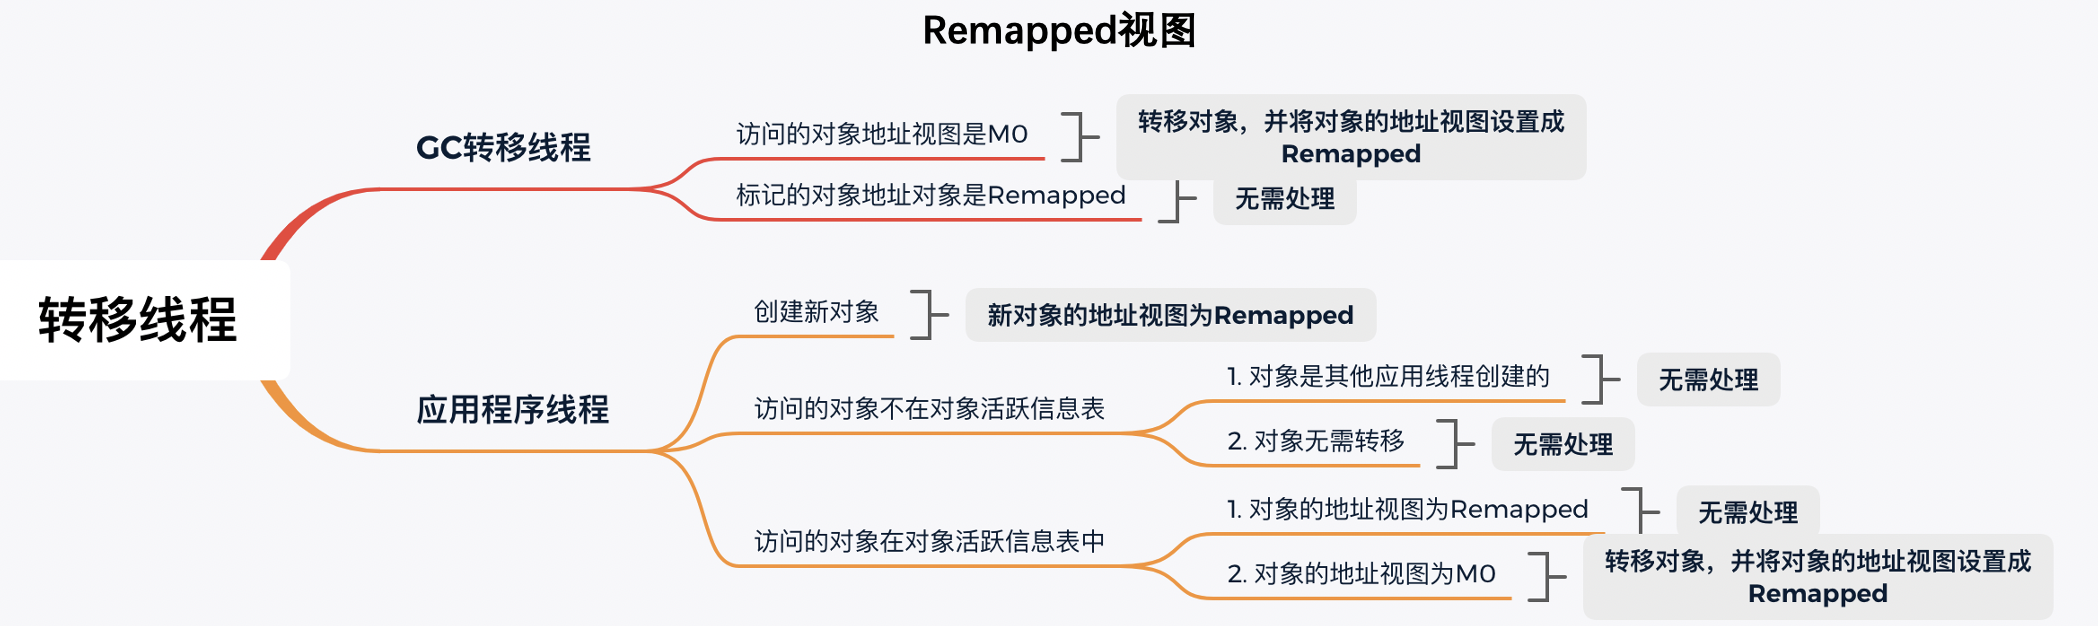 Remapped视图
转移线程
GC转移线程
访问的对象地址视图是M0
转移对象，并将对象的地址视图设置成
Remapped
标记的对象地址对象是Remapped
无需处理
应用程序线程
创建新对象
新对象的地址视图为Remapped
访问的对象不在对象活跃信息表
1. 对象是其他应用线程创建的
无需处理
2. 对象无需转移
无需处理
访问的对象在对象活跃信息表中
1. 对象的地址视图为Remapped
无需处理
2. 对象的地址视图为M0
转移对象，并将对象的地址视图设置成
Remapped